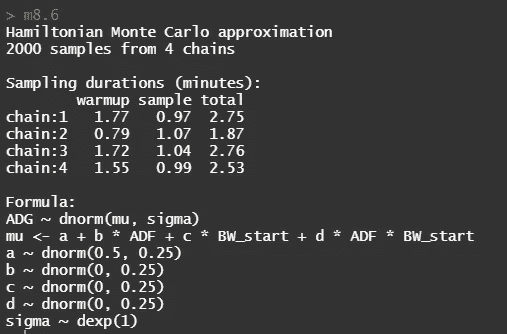 > m8.6
Hamiltonian Monte Carlo approximation
2000 samples from 4 chains
Sampling durations (minutes):
warmup sample total
chain:1 1.77 0.97 2.75
chain:2 0.79 1.07 1.87
chain:3 1.72 1.04 2.76
chain:4 1.55 0.99 2.53
Formula:
ADG ~ dnorm(mu, sigma)
mu <- a + b * ADF + c * BW_start + d * ADF * BW_start
a ~ dnorm(0.5, 0.25)
b ~ dnorm(0, 0.25)
c ~ dnorm(0, 0.25)
d ~ dnorm(0, 0.25)
sigma ~ dexp(1)